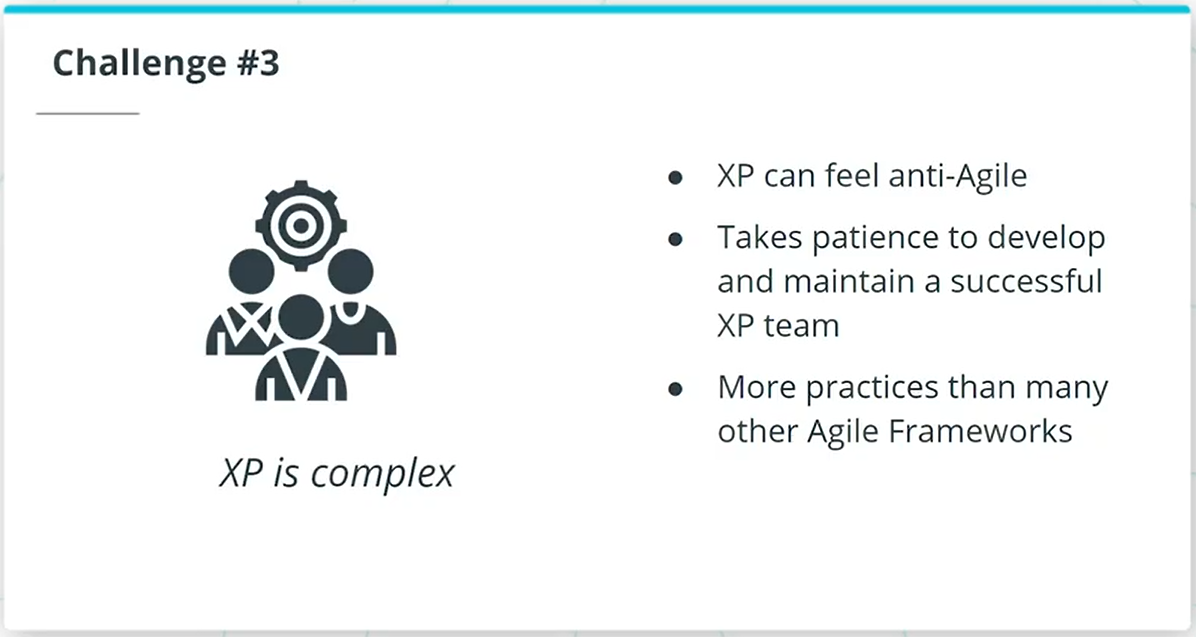 Challenge #3
XP is complex
● XP can feel anti-Agile
● Takes patience to develop
and maintain a successful
XP team
● More practices than many
other Agile Frameworks